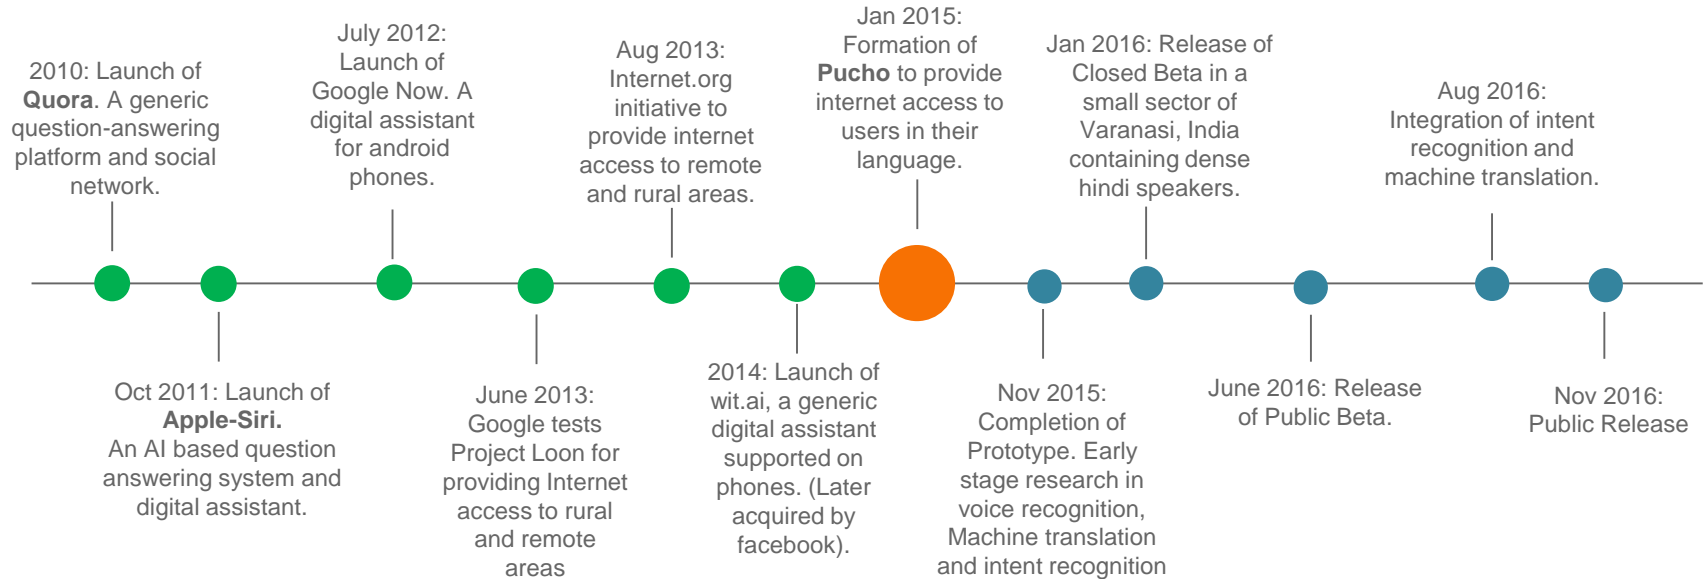 2010: Launch of
Quora. A generic
question-answering
platform and social
network.
Oct 2011: Launch of
Apple-Siri.
An AI based question
answering system and
digital assistant.
July 2012:
Launch of
Google Now. A
digital assistant
for android
phones.
June 2013:
Google tests
Project Loon for
providing Internet
access to rural
and remote
areas
Aug 2013:
Internet.org
initiative to
provide internet
access to remote
and rural areas.
2014: Launch of
wit.ai, a generic
digital assistant
supported on
phones. (Later
acquired by
facebook).
Jan 2015:
Formation of
Pucho to provide
internet access to
users in their
language.
Nov 2015:
Completion of
Prototype. Early
stage research in
voice recognition,
Machine translation
and intent recognition
Jan 2016: Release of
Closed Beta in a
small sector of
Varanasi, India
containing dense
hindi speakers.
June 2016: Release
of Public Beta.
Aug 2016:
Integration of intent
recognition and
machine translation.
Nov 2016:
Public Release